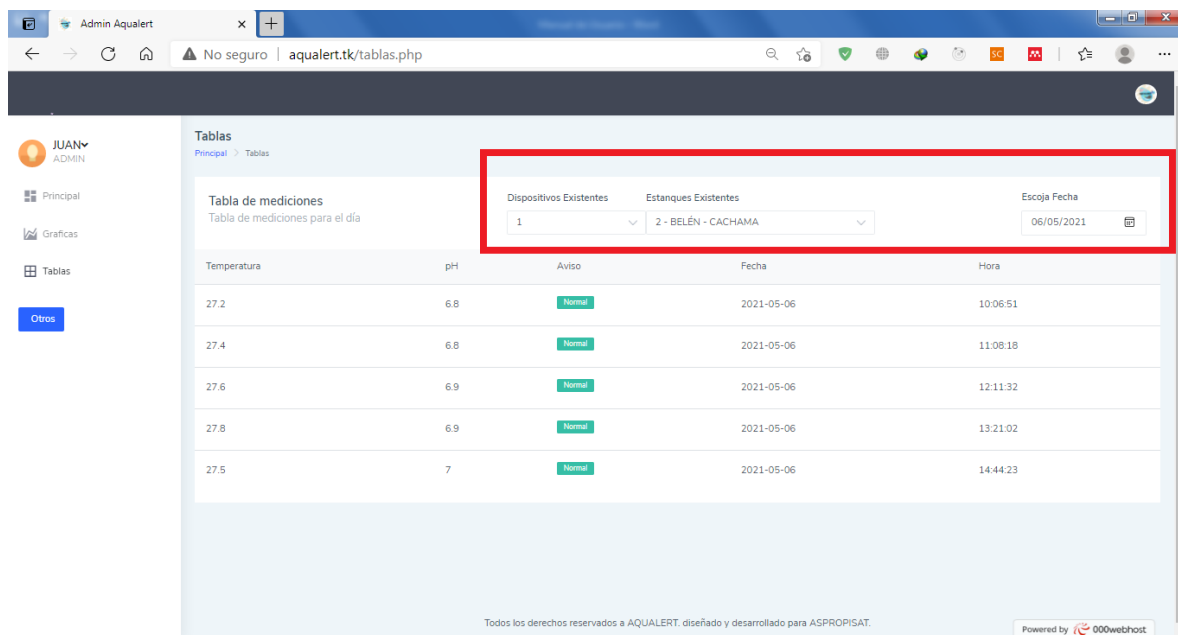 Admin Aqualert
Manual de Usuario - Word
No seguro | aqualert.tk/tablas.php
SC
JUAN
ADMIN
Principal
Graficas
Tablas
Otros
Tablas
Principal > Tablas
Tabla de mediciones
Tabla de mediciones para el día
Dispositivos Existentes Estanques Existentes Escoja Fecha
1 2 - BELÉN - CACHAMA 06/05/2021
Temperatura pH Aviso Fecha Hora
27.2 6.8 Normal 2021-05-06 10:06:51
27.4 6.8 Normal 2021-05-06 11:08:18
27.6 6.9 Normal 2021-05-06 12:11:32
27.8 6.9 Normal 2021-05-06 13:21:02
27.5 7 Normal 2021-05-06 14:44:23
Todos los derechos reservados a AQUALERT. diseñado y desarrollado para ASPROPISAT.
Powered by 000webhost